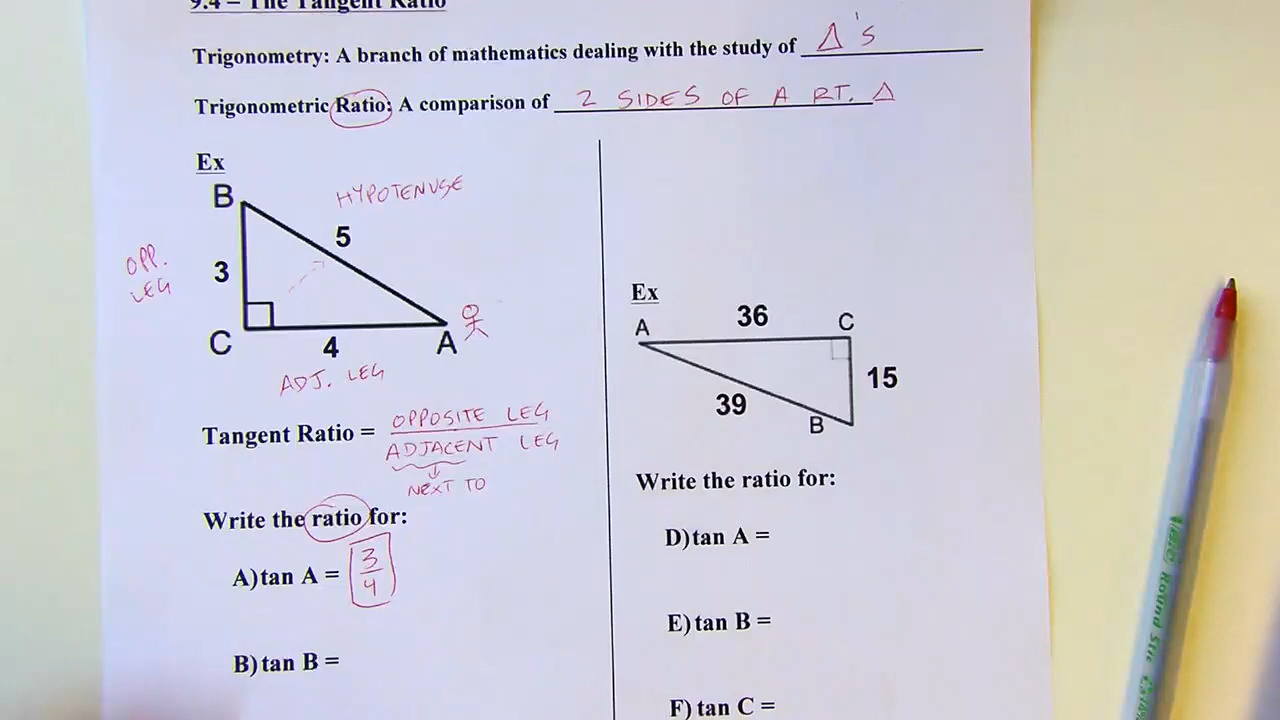 9.4 – The Tangent Ratio
Trigonometry: A branch of mathematics dealing with the study of Δ's
Trigonometric Ratio: A comparison of 2 SIDES OF A RT. Δ
Ex
B
HYPOTENUSE
5
OPP.
LEG
3
C
4
A
ADJ. LEG
Tangent Ratio = OPPOSITE LEG
ADJACENT LEG
NEXT TO
Write the ratio for:
A) tan A = 3
4
B) tan B =
Ex
A
36
C
15
39
B
Write the ratio for:
D) tan A =
E) tan B =
F) tan C =
Round Stic